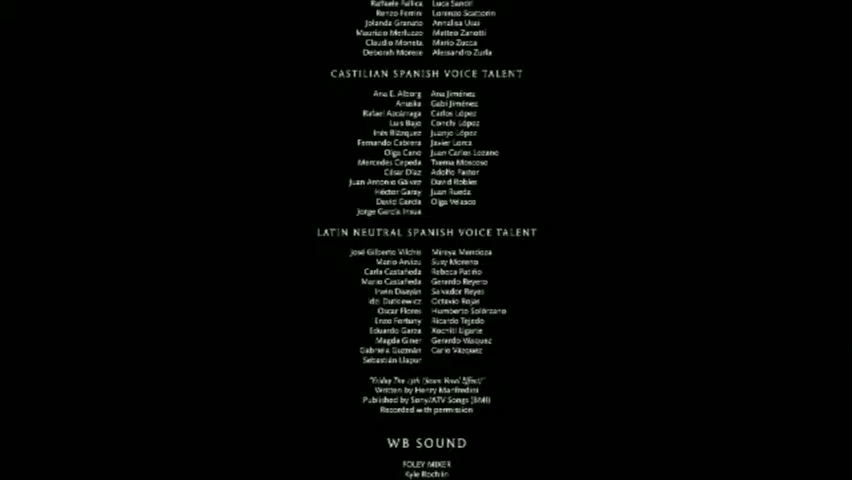 Raffaele Fallica Luca Sandri
Renzo Ferrini Lorenzo Scattorin
Jolanda Granato Annalisa Usai
Maurizio Merluzzo Matteo Zanotti
Claudio Moneta Mario Zucca
Deborah Morese Alessandro Zurla
CASTILIAN SPANISH VOICE TALENT
Ana E. Alborg Ana Jiménez
Anuska Gabi Jiménez
Rafael Azcárraga Carlos López
Luis Bajo Conchi López
Inés Blázquez Juanjo López
Fernando Cabrera Javier Lorca
Olga Cano Juan Carlos Lozano
Mercedes Cepeda Txema Moscoso
César Díaz Adolfo Pastor
Juan Antonio Gálvez David Robles
Héctor Garay Juan Rueda
David García Olga Velasco
Jorge García Insua
LATIN NEUTRAL SPANISH VOICE TALENT
José Gilberto Vilchis Mireya Mendoza
Mario Arvizu Susy Moreno
Carla Castañeda Rebeca Patiño
Mario Castañeda Gerardo Reyero
Irwin Daayán Salvador Reyes
Idzi Dutkiewicz Octavio Rojas
Oscar Flores Humberto Solórzano
Enzo Fortuny Ricardo Tejedo
Eduardo Garza Xóchitl Ugarte
Magda Giner Gerardo Vásquez
Gabriela Guzmán Carlo Vázquez
Sebastián Llapur
"Friday The 13th (Jason Vocal Effect)"
Written by Henry Manfredini
Published by Sony/ATV Songs (BMI)
Recorded with permission
WB SOUND
FOLEY MIXER
Kyle Rochlin